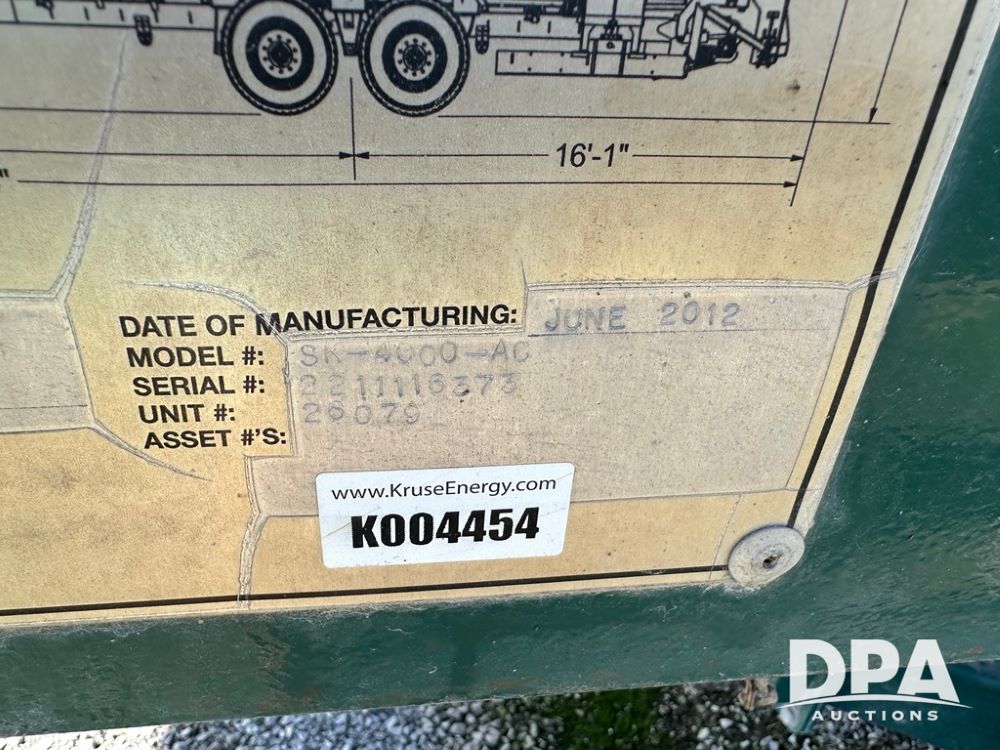 16'-1"
"
DATE OF MANUFACTURING: JUNE 2012
MODEL #: SK-4000-AC
SERIAL #: 2211116373
UNIT #: 26079
ASSET #'S:
www.KruseEnergy.com
K004454
DPA
AUCTIONS